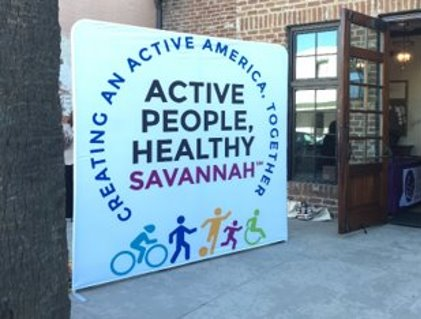 CREATING AN ACTIVE AMERICA, TOGETHER
ACTIVE
PEOPLE,
HEALTHY
SAVANNAH℠